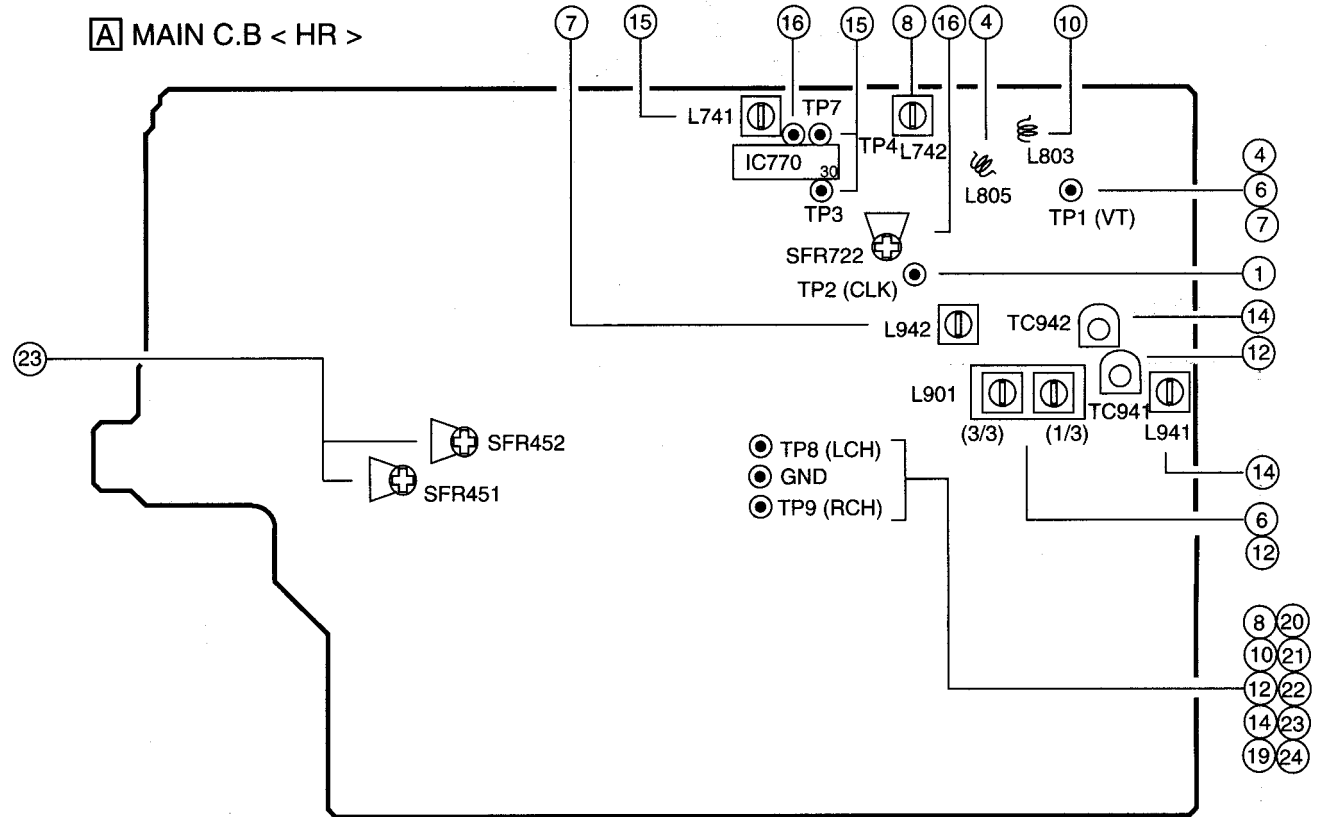 A MAIN C.B < HR >
7 15 16 15 8 16 4 10
L741 TP7
TP4 L742
L803
IC770
30
L805
TP3
TP1 (VT)
4
6
7
SFR722
TP2 (CLK)
1
L942
TC942
14
12
23
L901
TC941
(3/3) (1/3)
L941
SFR452
SFR451
TP8 (LCH)
GND
TP9 (RCH)
14
6
12
8 20
10 21
12 22
14 23
19 24